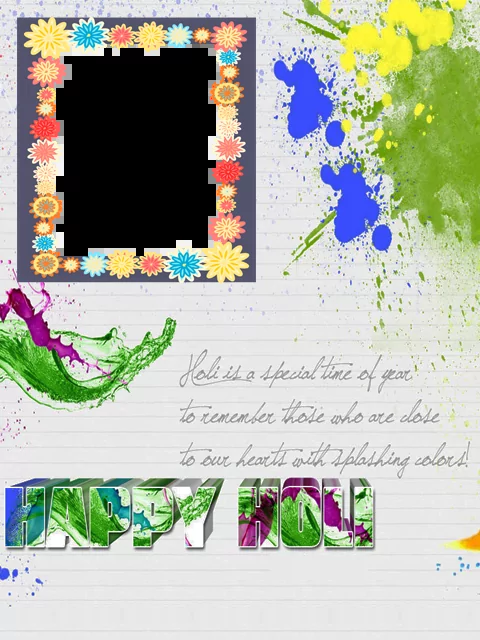 Holi is a special time of year
to remember those who are close
to our hearts with splashing colors!
HAPPY HOLI